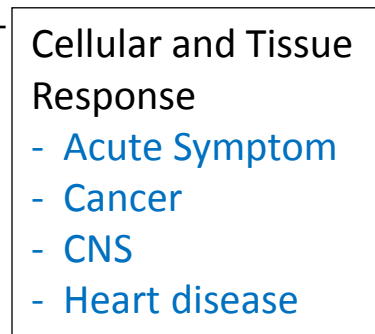 Cellular and Tissue
Response
- Acute Symptom
- Cancer
- CNS
- Heart disease